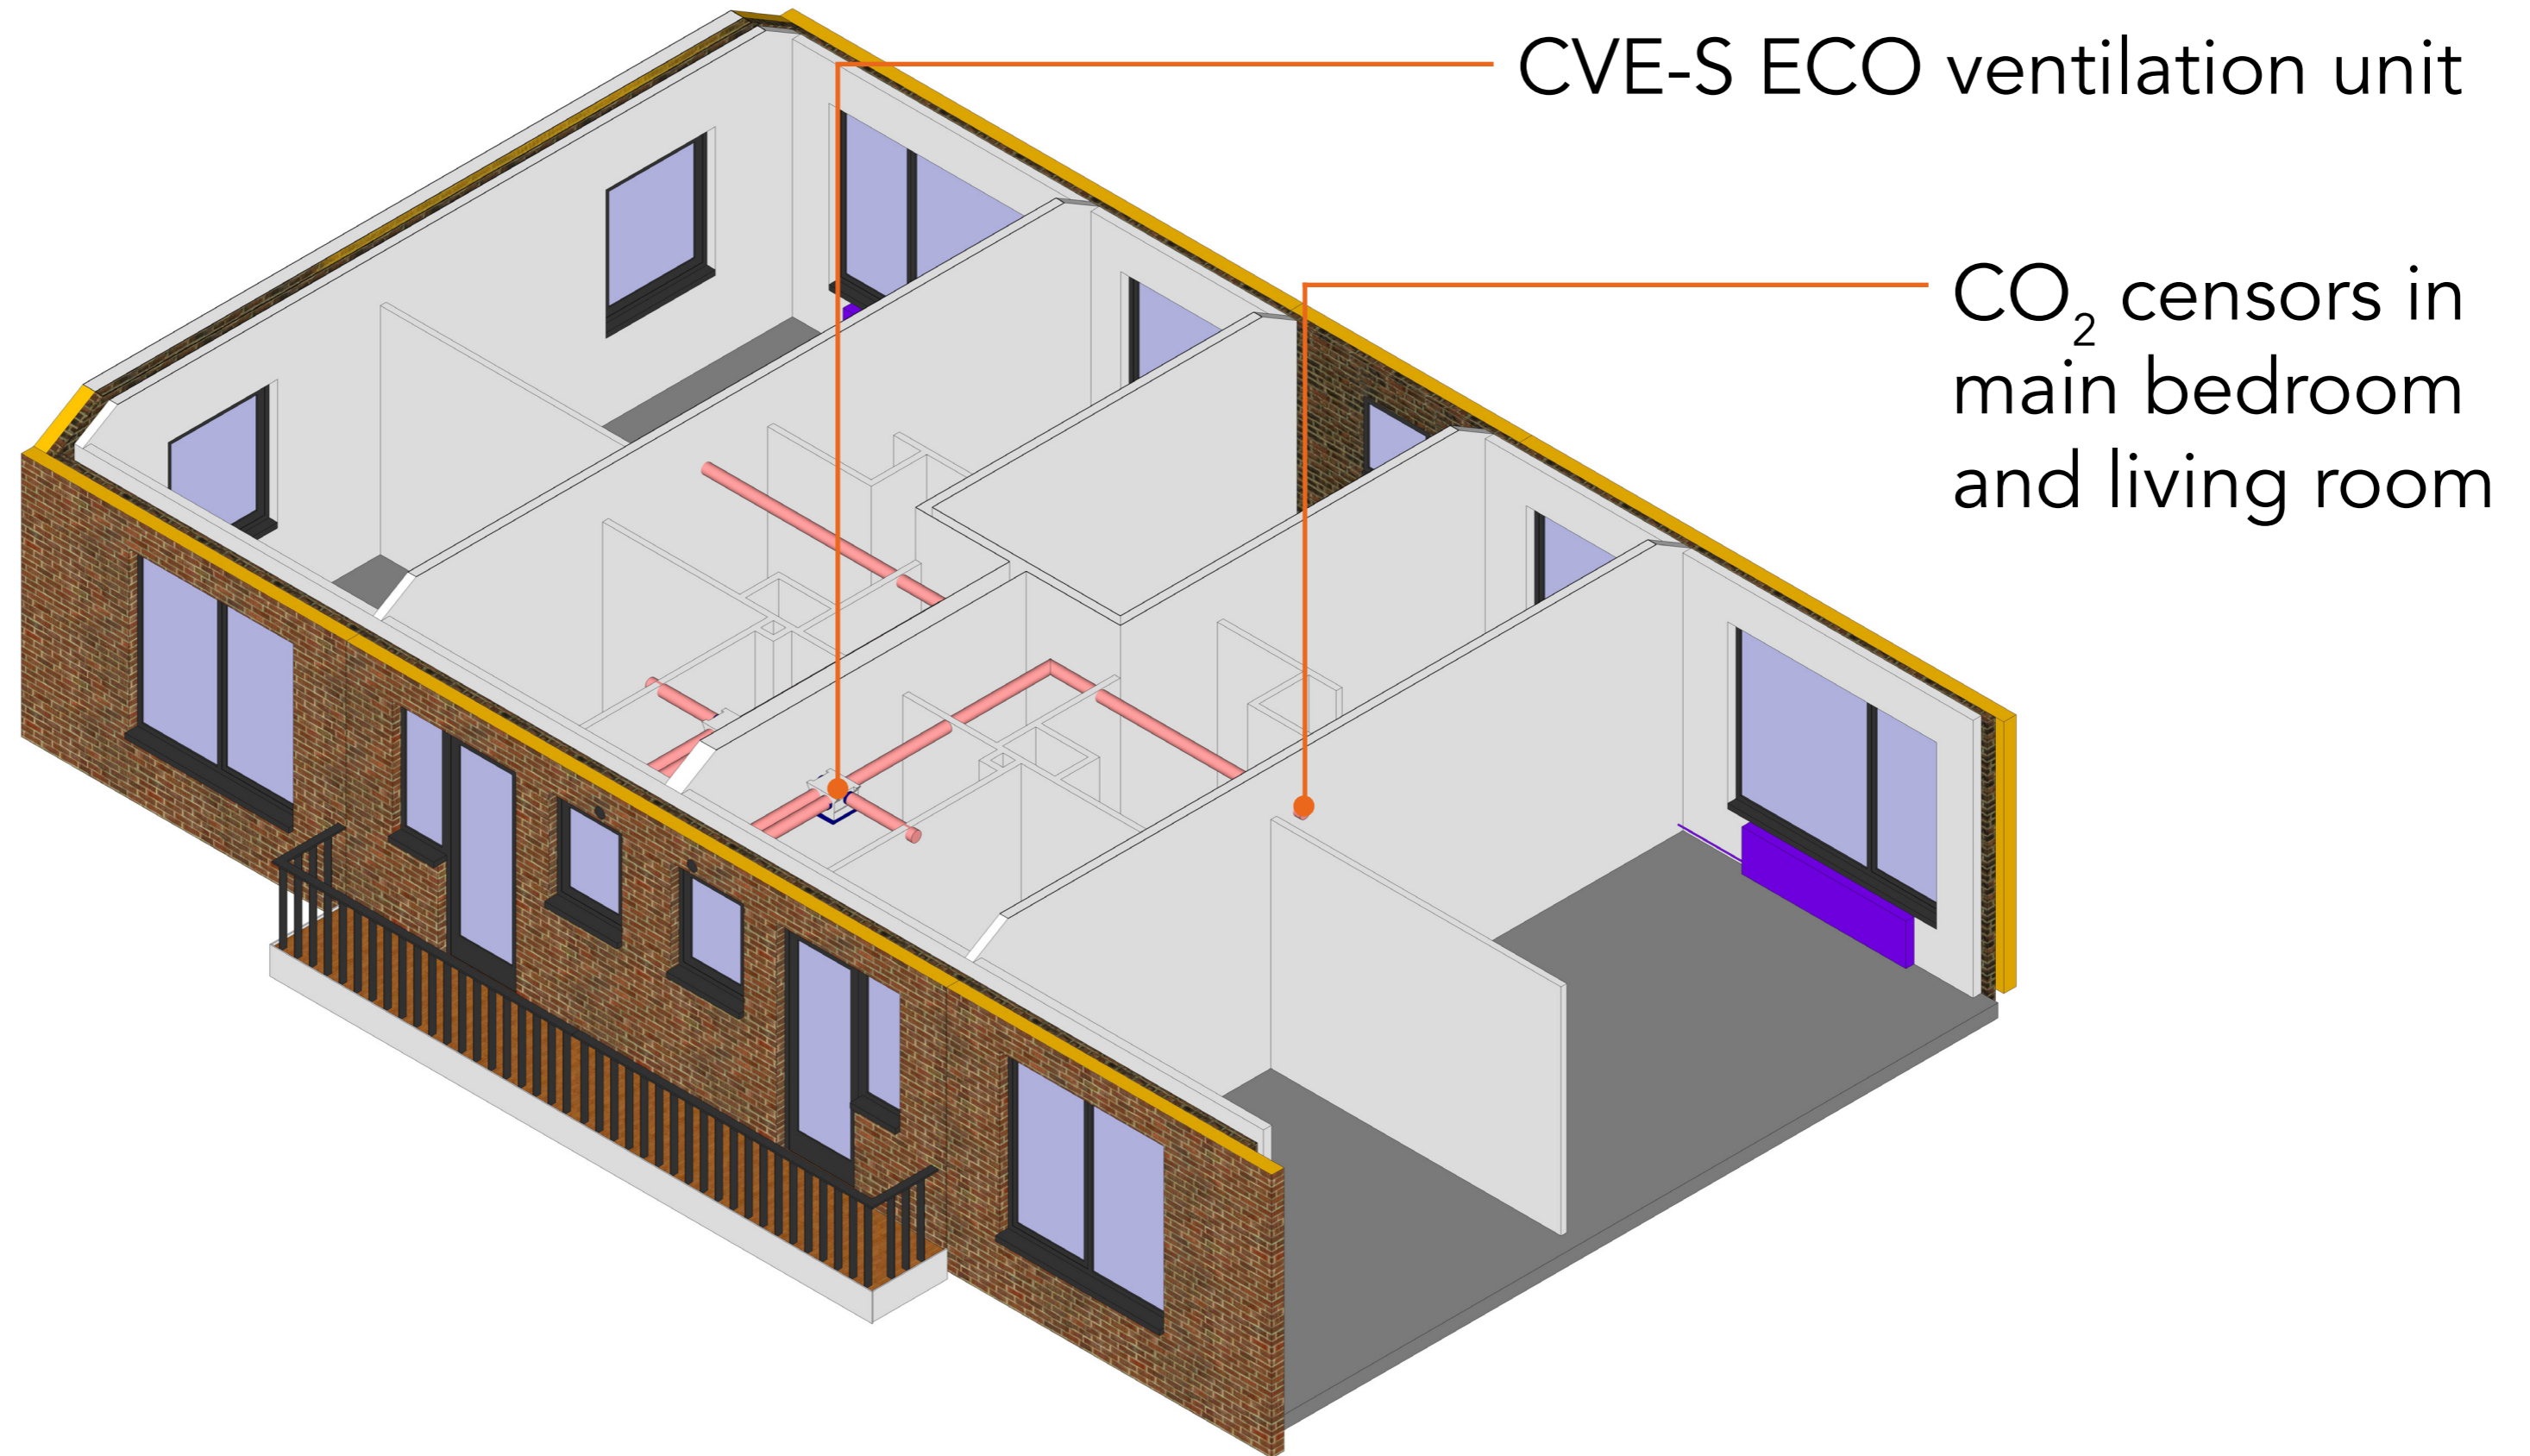 CVE-S ECO ventilation unit
CO₂ censors in
main bedroom
and living room